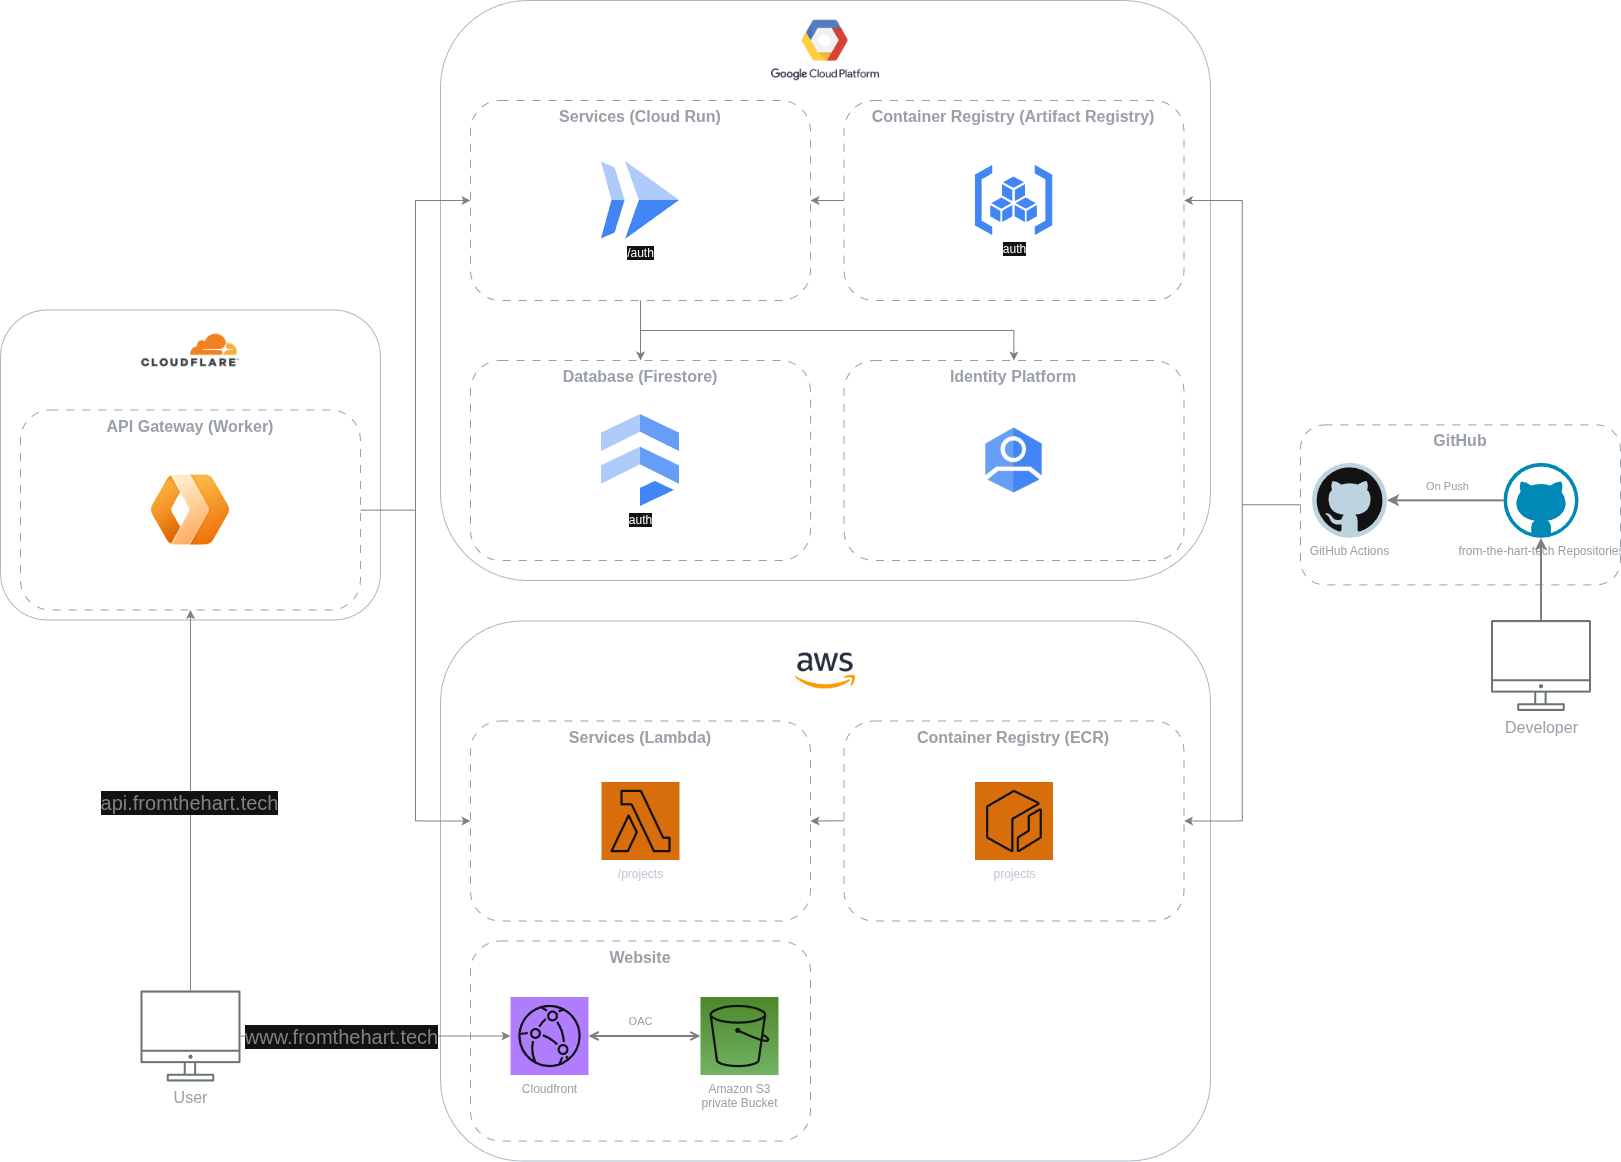 Google Cloud Platform
Services (Cloud Run)
/auth
Container Registry (Artifact Registry)
auth
CLOUDFLARE
API Gateway (Worker)
Database (Firestore)
auth
Identity Platform
GitHub
On Push
GitHub Actions
from-the-hart-tech Repositories
Developer
aws
Services (Lambda)
/projects
Container Registry (ECR)
projects
api.fromthehart.tech
Website
www.fromthehart.tech
OAC
Cloudfront
Amazon S3
private Bucket
User